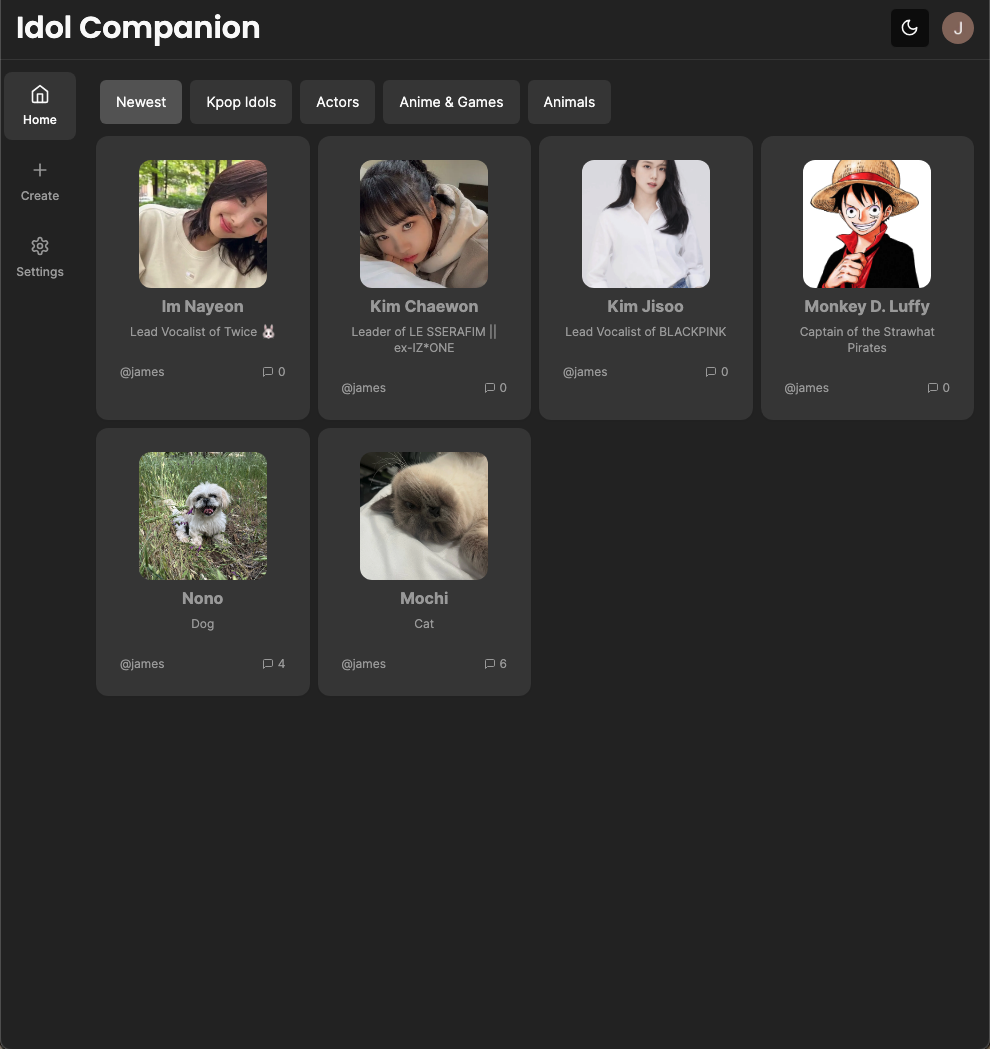 Idol Companion
J
Home
Create
Settings
Newest
Kpop Idols
Actors
Anime & Games
Animals
Im Nayeon
Lead Vocalist of Twice 🐰
@james
0
Kim Chaewon
Leader of LE SSERAFIM ||
ex-IZ*ONE
@james
0
Kim Jisoo
Lead Vocalist of BLACKPINK
@james
0
Monkey D. Luffy
Captain of the Strawhat
Pirates
@james
0
Nono
Dog
@james
4
Mochi
Cat
@james
6